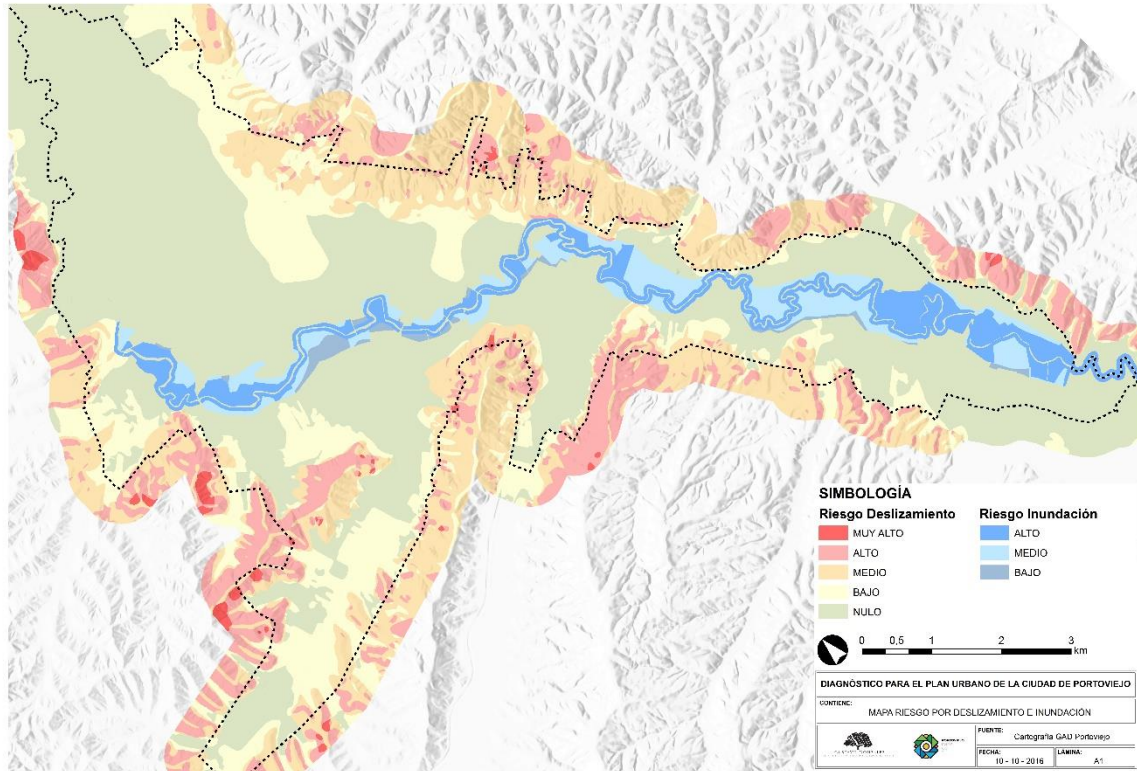 SIMBOLOGÍA
Riesgo Deslizamiento
MUY ALTO
ALTO
MEDIO
BAJO
NULO
Riesgo Inundación
ALTO
MEDIO
BAJO
0 0,5 1 2 3
km
DIAGNÓSTICO PARA EL PLAN URBANO DE LA CIUDAD DE PORTOVIEJO
CONTIENE:
MAPA RIESGO POR DESLIZAMIENTO E INUNDACIÓN
FUENTE:
Cartografía GAD Portoviejo
FECHA:
10 - 10 - 2016
LÁMINA:
A1